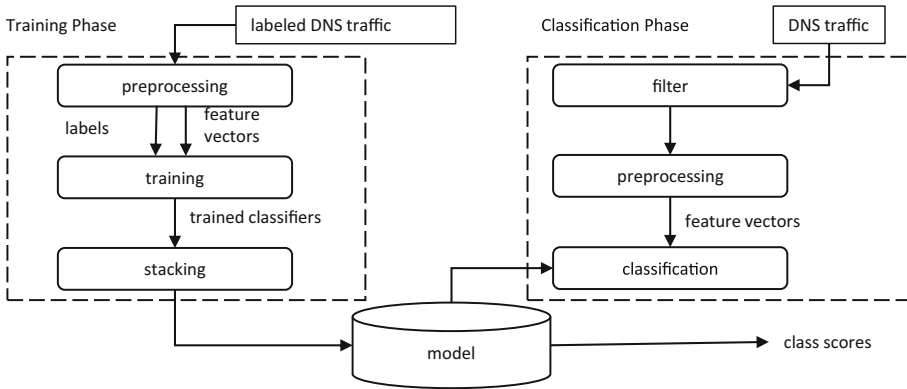 Training Phase
labeled DNS traffic
preprocessing
labels
feature
vectors
training
trained classifiers
stacking
model
Classification Phase
DNS traffic
filter
preprocessing
feature vectors
classification
class scores